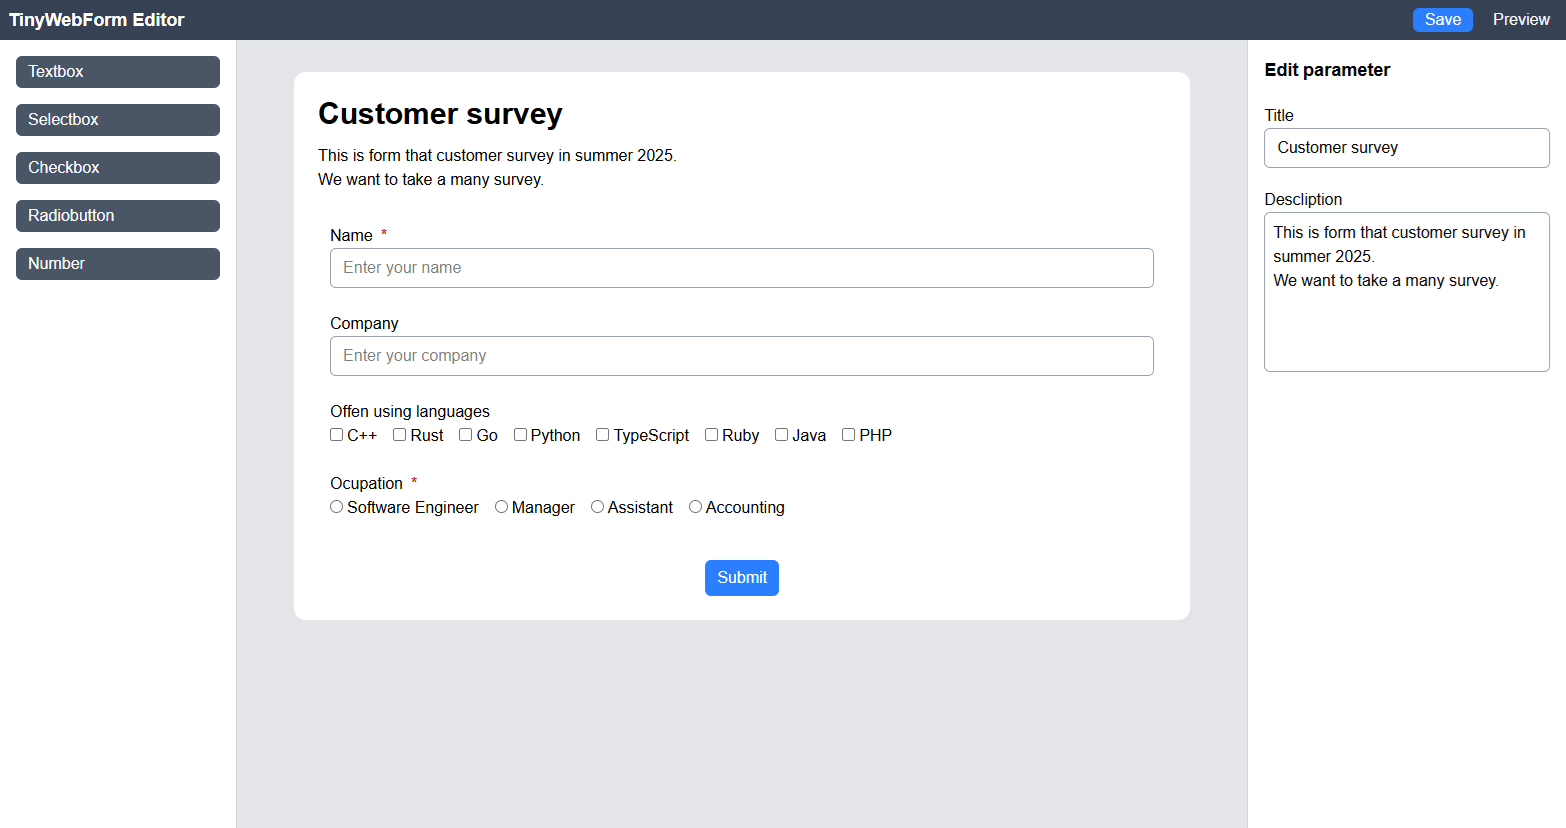 TinyWebForm Editor
Save
Preview
Textbox
Selectbox
Checkbox
Radiobutton
Number
Customer survey
This is form that customer survey in summer 2025.
We want to take a many survey.
Name *
Enter your name
Company
Enter your company
Offen using languages
C++ Rust Go Python TypeScript Ruby Java PHP
Ocupation *
Software Engineer Manager Assistant Accounting
Submit
Edit parameter
Title
Customer survey
Descliption
This is form that customer survey in
summer 2025.
We want to take a many survey.